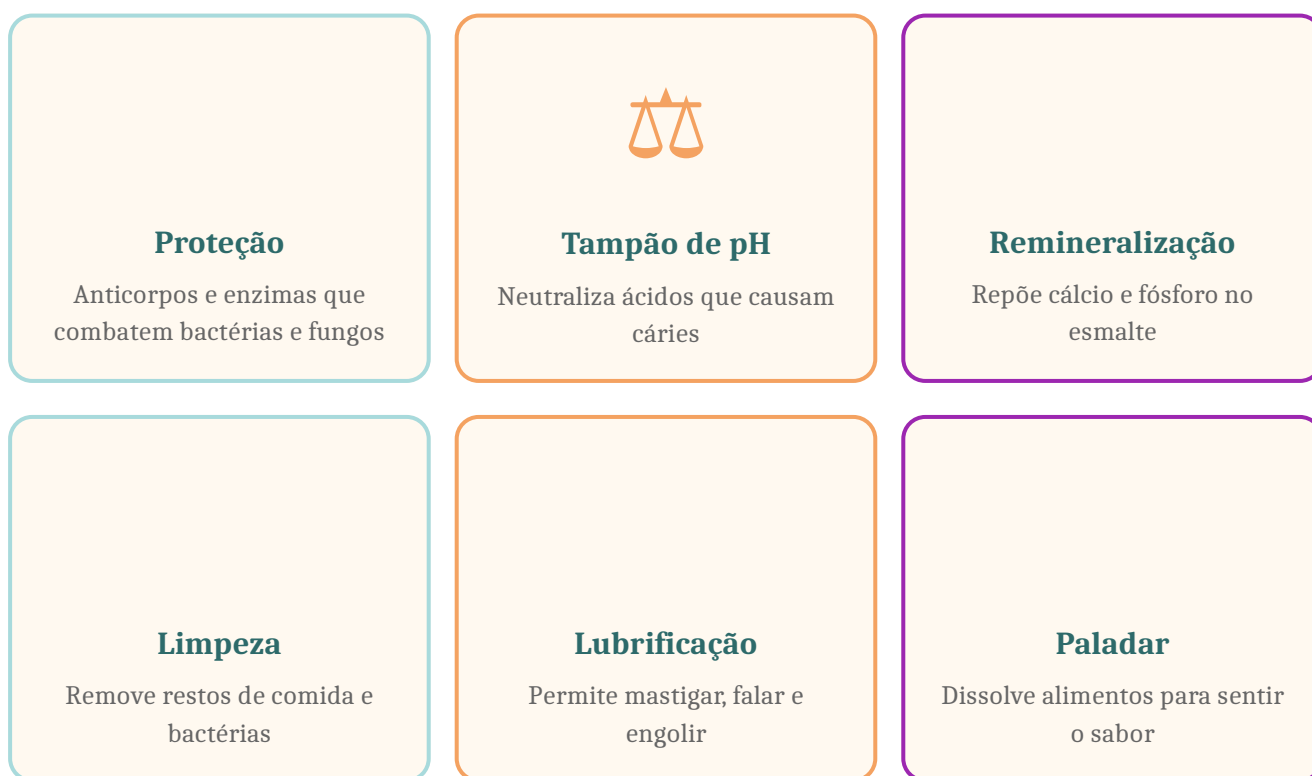 Proteção
Anticorpos e enzimas que
combatem bactérias e fungos
Tampão de pH
Neutraliza ácidos que causam
cáries
Remineralização
Repõe cálcio e fósforo no
esmalte
Limpeza
Remove restos de comida e
bactérias
Lubrificação
Permite mastigar, falar e
engolir
Paladar
Dissolve alimentos para sentir
o sabor